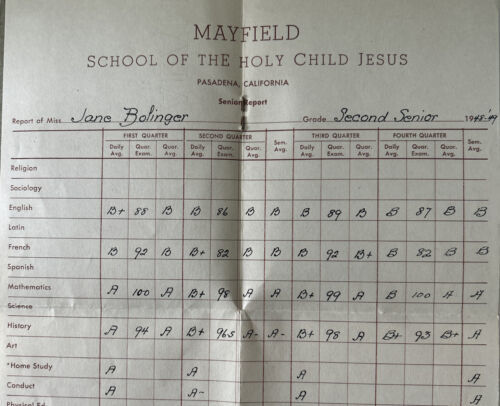 MAYFIELD
SCHOOL OF THE HOLY CHILD JESUS
PASADENA, CALIFORNIA
Senior Report
Report of Miss Jane Bolinger Grade Second Senior 1948-'49
FIRST QUARTER SECOND QUARTER THIRD QUARTER FOURTH QUARTER
Daily Avg. Quar. Exam. Quar. Avg. Daily Avg. Quar. Exam. Quar. Avg. Sem. Avg. Daily Avg. Quar. Exam. Quar. Avg. Daily Avg. Quar. Exam. Quar. Avg. Sem. Avg.
Religion
Sociology
English B+ 88 B B 86 B B B 89 B B 87 B B
Latin
French B 92 B B+ 82 B B B 92 B+ B 82 B B
Spanish
Mathematics A 100 A B+ 98 A A B+ 99 A B 100 A A
Science
History A 94 A B+ 96.5 A- A- B+ 98 A B+ 93 B+ A
Art
*Home Study A A A A
Conduct A A- A A
Physical Ed.